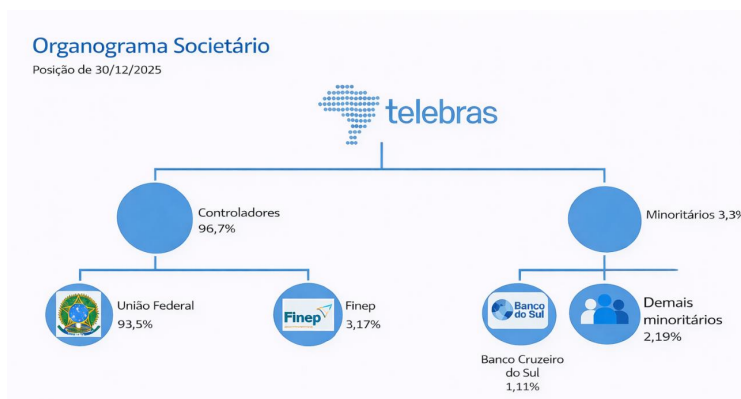 Organograma Societário
Posição de 30/12/2025
telebras
Controladores
96,7%
Minoritários 3,3%
União Federal
93,5%
Finep
Finep
3,17%
Banco
do Sul
Banco Cruzeiro
do Sul
1,11%
Demais
minoritários
2,19%